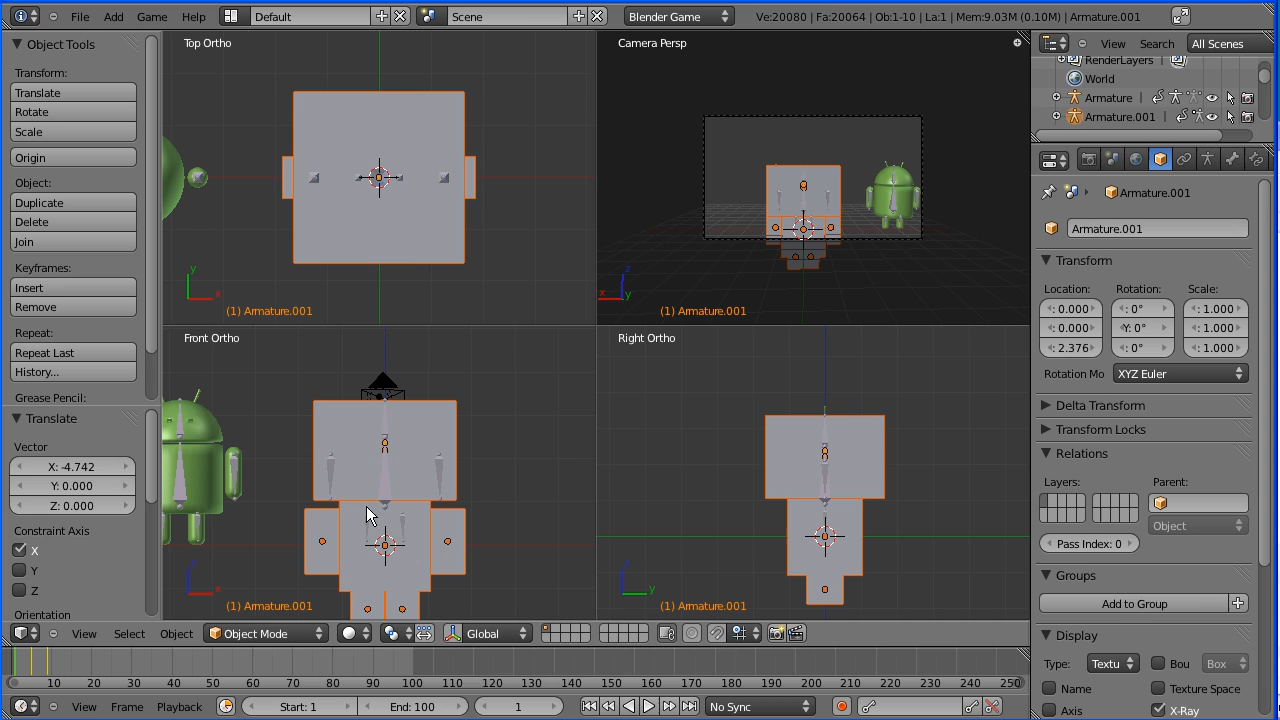 File Add Game Help Default Scene Blender Game Ve:20080 | Fa:20064 | Ob:1-10 | La:1 | Mem:9.03M (0.10M) | Armature.001
Object Tools
Transform:
Translate
Rotate
Scale
Origin
Object:
Duplicate
Delete
Join
Keyframes:
Insert
Remove
Repeat:
Repeat Last
History...
Grease Pencil:
Translate
Vector
X: -4.742
Y: 0.000
Z: 0.000
Constraint Axis
X
Y
Z
Orientation
Top Ortho
y
x
(1) Armature.001
Camera Persp
z
x y
(1) Armature.001
Front Ortho
z
x
(1) Armature.001
Right Ortho
z
y
(1) Armature.001
View Select Object Object Mode Global
10 20 30 40 50 60 70 80 90 100 110 120 130 140 150 160 170 180 190 200 210 220 230 240 250
View Frame Playback Start: 1 End: 100 1 No Sync
View Search All Scenes
RenderLayers |
World
Armature |
Armature.001
Armature.001
Armature.001
Transform
Location: Rotation: Scale:
: 0.000 : 0° : 1.000
: 0.000 Y: 0° : 1.000
: 2.376 : 0° : 1.000
Rotation Mo XYZ Euler
Delta Transform
Transform Locks
Relations
Layers: Parent:
Object
Pass Index: 0
Groups
Add to Group
Display
Type: Textu Bou Box
Name Texture Space
Axis X-Ray